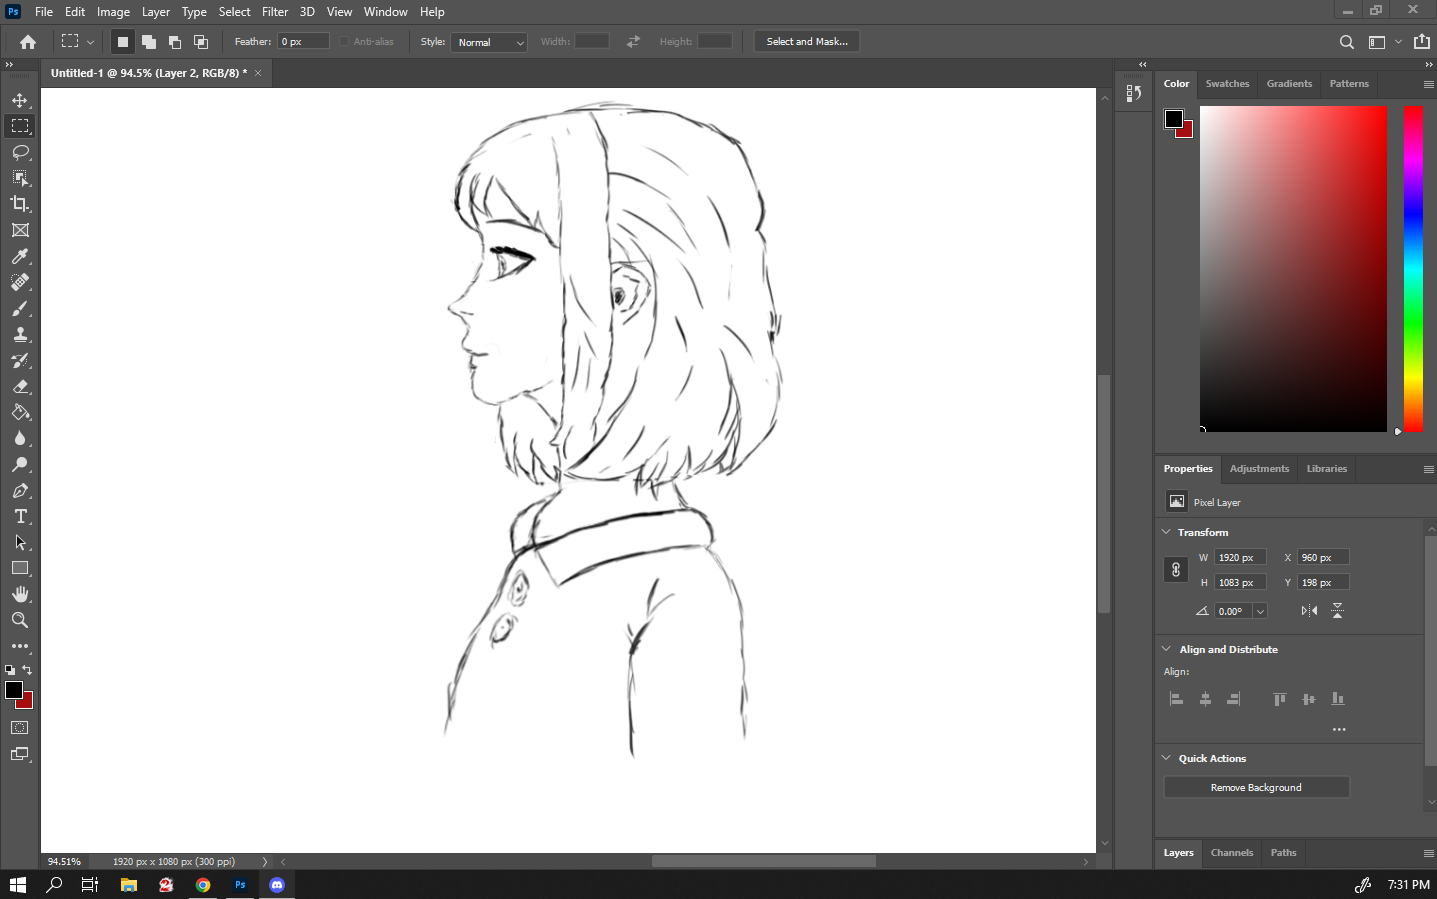 Ps File Edit Image Layer Type Select Filter 3D View Window Help
Feather: 0 px Anti-alias Style: Normal Width: Height: Select and Mask...
Untitled-1 @ 94.5% (Layer 2, RGB/8) *
Color Swatches Gradients Patterns
Properties Adjustments Libraries
Pixel Layer
Transform
W 1920 px X 960 px
H 1083 px Y 198 px
0.00°
Align and Distribute
Align:
Quick Actions
Remove Background
Layers Channels Paths
94.51% 1920 px x 1080 px (300 ppi)
Ps 7:31 PM